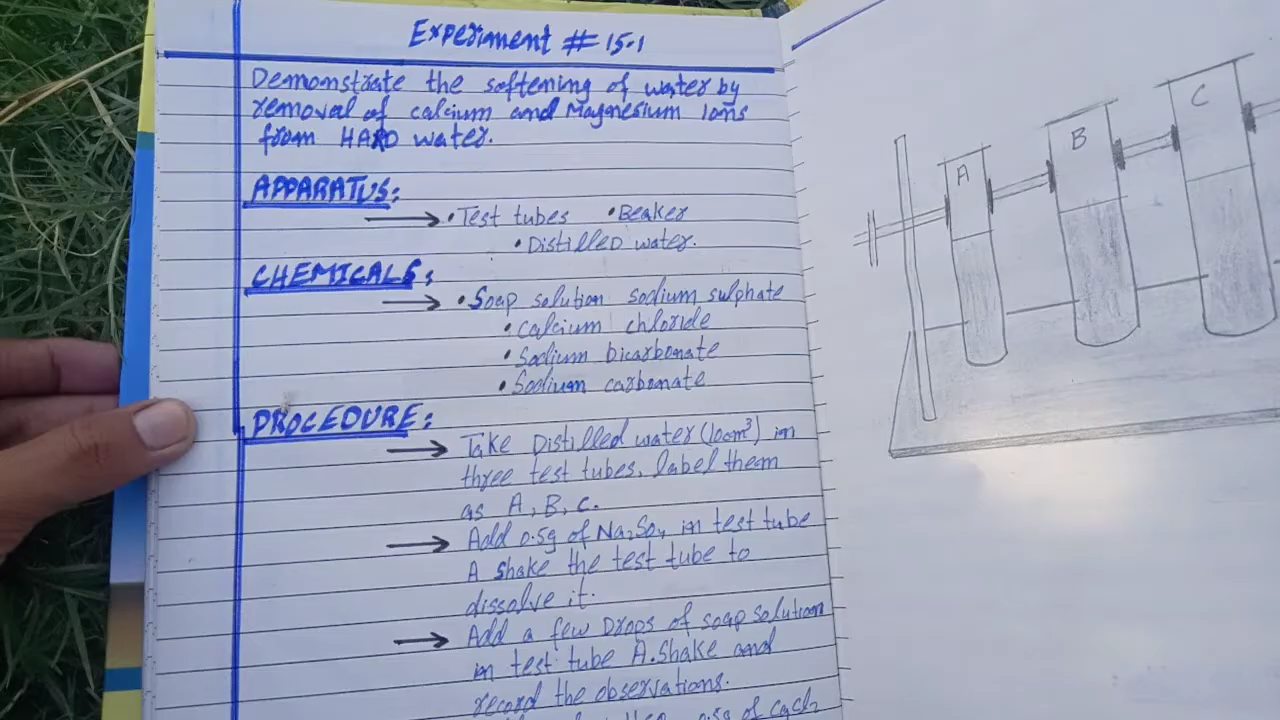 Experiment # 15.1
Demonstrate the softening of water by
removal of calcium and Magnesium Ions
from HARD water.
APPARATUS:
→ • Test tubes • Beaker
• Distilled water.
CHEMICALS:
→ • Soap solution sodium sulphate
• calcium chloride
• Sodium bicarbonate
• Sodium carbonate
PROCEDURE:
→ Take Distilled water (10cm³) in
three test tubes, label them
as A, B, C.
→ Add 0.5g of Na₂So₄ in test tube
A shake the test tube to
dissolve it.
→ Add a few Drops of soap solution
in test tube A. Shake and
record the observations.
0.5g of CaCl₂
A
B
C